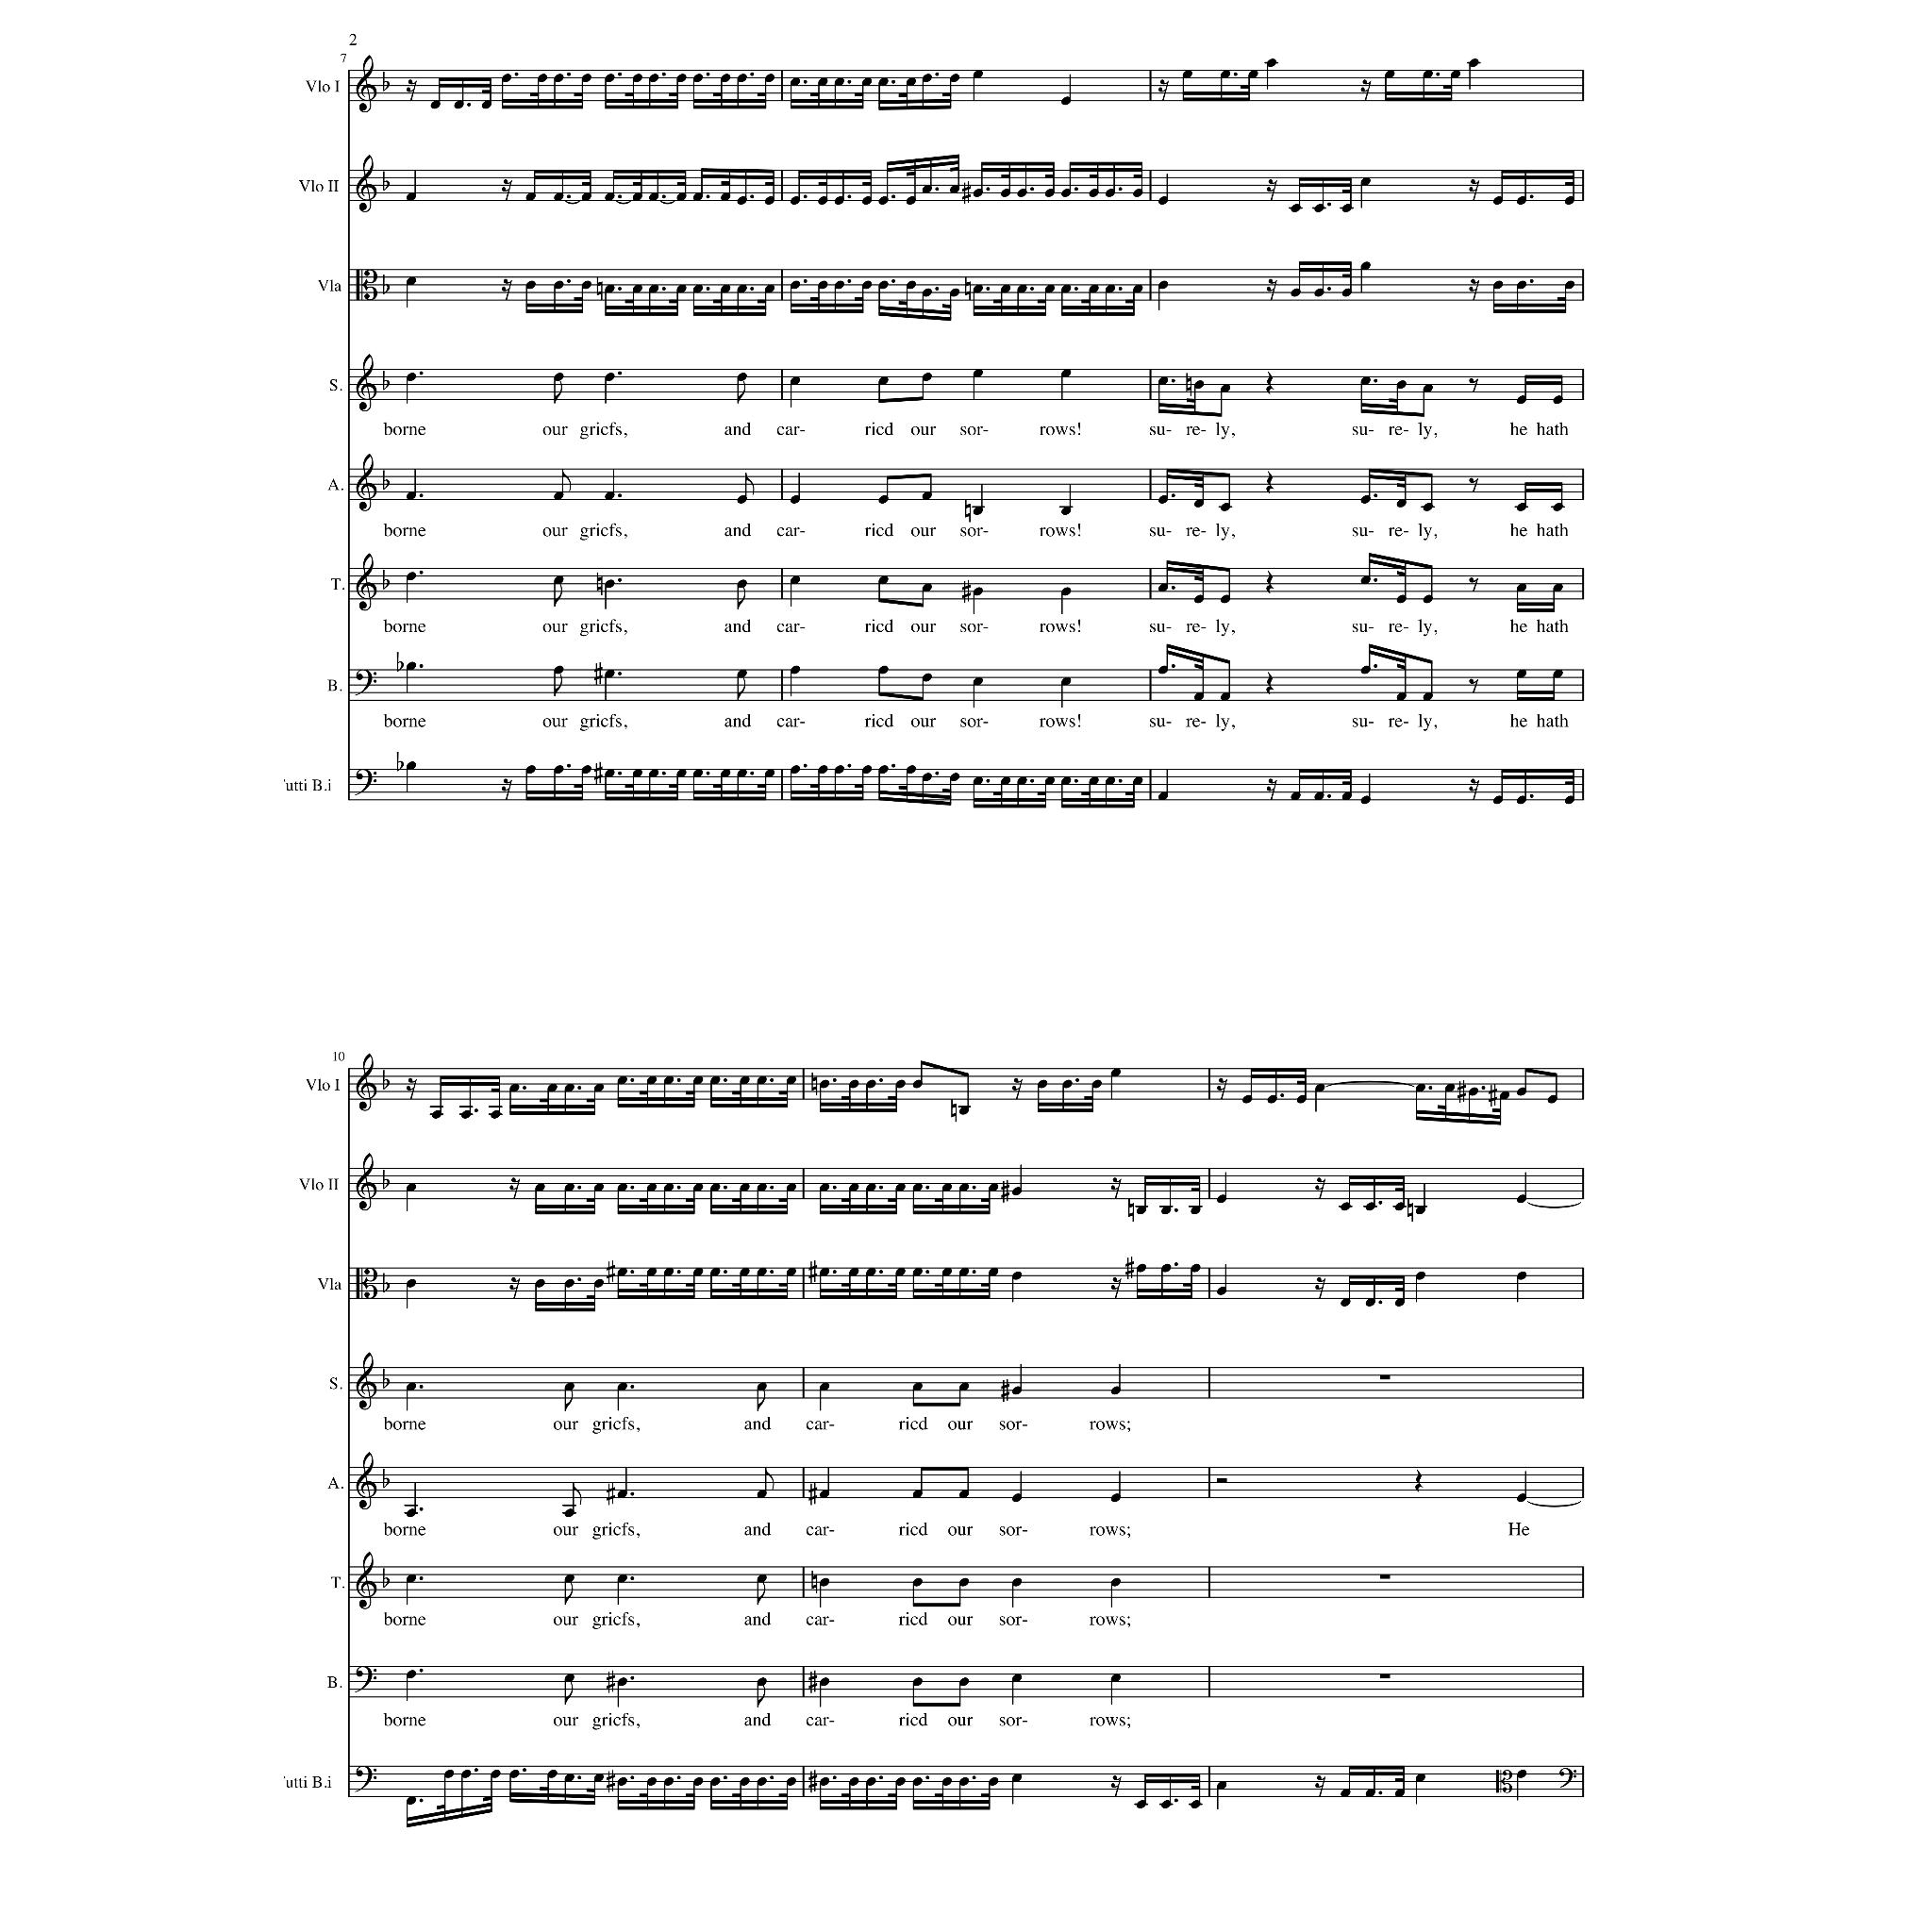 2
7
Vlo I
Vlo II
Vla
S.
borne our gricfs, and car- ricd our sor- rows! su- re- ly, su- re- ly, he hath
A.
borne our gricfs, and car- ricd our sor- rows! su- re- ly, su- re- ly, he hath
T.
borne our gricfs, and car- ricd our sor- rows! su- re- ly, su- re- ly, he hath
B.
borne our gricfs, and car- ricd our sor- rows! su- re- ly, su- re- ly, he hath
utti B.i
10
Vlo I
Vlo II
Vla
S.
borne our gricfs, and car- ricd our sor- rows;
A.
borne our gricfs, and car- ricd our sor- rows; He
T.
borne our gricfs, and car- ricd our sor- rows;
B.
borne our gricfs, and car- ricd our sor- rows;
utti B.i